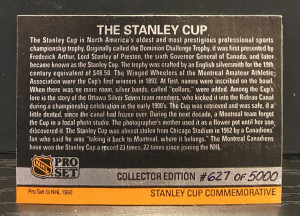 THE STANLEY CUP
The Stanley Cup is North America's oldest and most prestigious professional sports
championship trophy. Originally called the Dominion Challenge Trophy, it was first presented by
Frederick Arthur, Lord Stanley of Preston, the sixth Governor General of Canada, and later
became known as the Stanley Cup. The trophy was crafted by an English silversmith for the 19th
century equivalent of $48.50. The Winged Wheelers of the Montreal Amateur Athletic
Association were the Cup's first winners in 1893. At first, names were inscribed on the bowl. When
there was no more room, silver bands, called "collars," were added. Among the Cup's
lore is the story of the Ottawa Silver Seven team members, who kicked it into the Rideau Canal
during a championship celebration in the early 1900's. The Cup was retrieved and was safe, if a
little dented, since the canal had frozen over. During the next decade, a Montreal team forgot
the Cup in a local photo studio. The photographer's mother used it as a flower pot until her son
discovered it. The Stanley Cup was almost stolen from Chicago Stadium in 1962 by a Canadiens'
fan who said he was "taking it back to Montreal, where it belongs." The Montreal Canadiens
have won the Stanley Cup a record 23 times, 22 times since joining the NHL.
NHL
PRO
SET
COLLECTOR EDITION #627 OF 5000
Pro Set © NHL 1990
STANLEY CUP COMMEMORATIVE